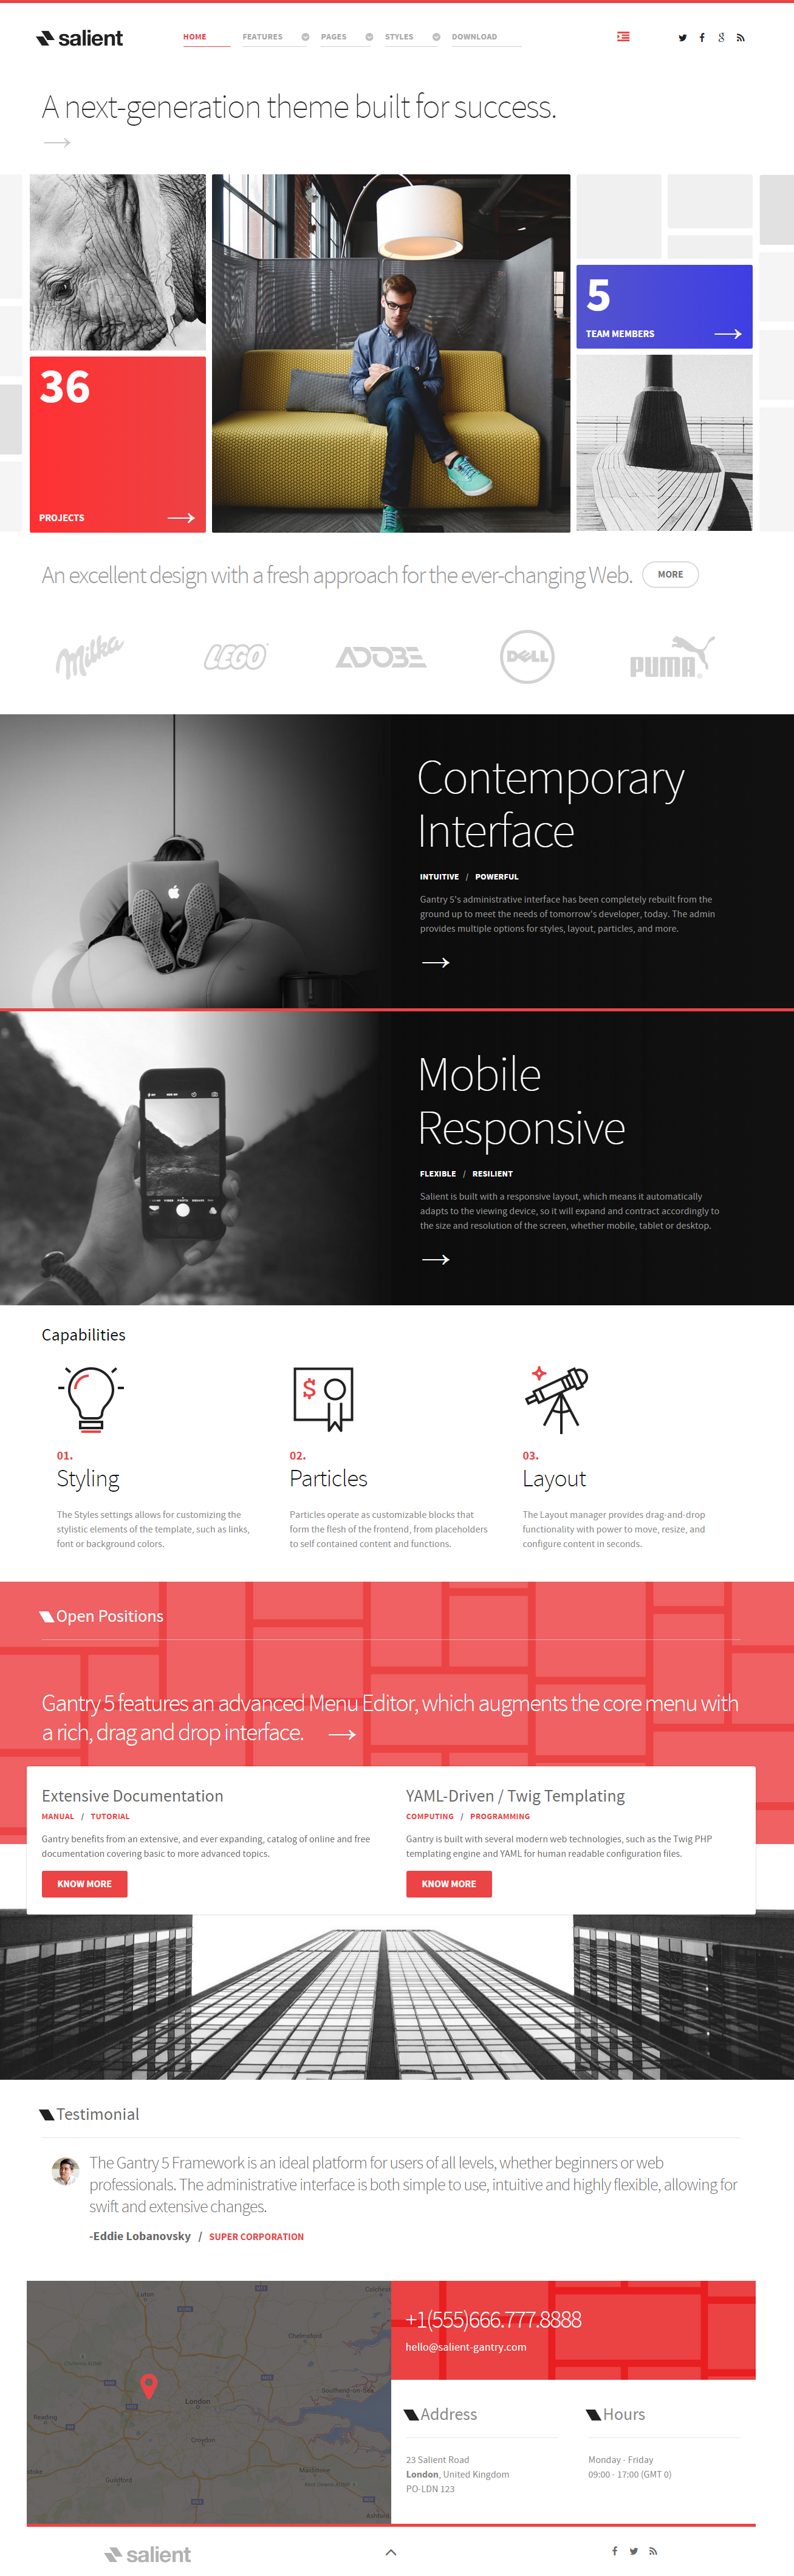 salient
HOME FEATURES PAGES STYLES DOWNLOAD
A next-generation theme built for success.
36
PROJECTS
5
TEAM MEMBERS
An excellent design with a fresh approach for the ever-changing Web. MORE
Milka LEGO ADOBE DELL PUMA
Contemporary
Interface
INTUITIVE / POWERFUL
Gantry 5's administrative interface has been completely rebuilt from the
ground up to meet the needs of tomorrow's developer, today. The admin
provides multiple options for styles, layout, particles, and more.
Mobile
Responsive
FLEXIBLE / RESILIENT
Salient is built with a responsive layout, which means it automatically
adapts to the viewing device, so it will expand and contract accordingly to
the size and resolution of the screen, whether mobile, tablet or desktop.
Capabilities
01.
Styling
The Styles settings allows for customizing the
stylistic elements of the template, such as links,
font or background colors.
02.
Particles
Particles operate as customizable blocks that
form the flesh of the frontend, from placeholders
to self contained content and functions.
03.
Layout
The Layout manager provides drag-and-drop
functionality with power to move, resize, and
configure content in seconds.
Open Positions
Gantry 5 features an advanced Menu Editor, which augments the core menu with
a rich, drag and drop interface.
Extensive Documentation
MANUAL / TUTORIAL
Gantry benefits from an extensive, and ever expanding, catalog of online and free
documentation covering basic to more advanced topics.
KNOW MORE
YAML-Driven / Twig Templating
COMPUTING / PROGRAMMING
Gantry is built with several modern web technologies, such as the Twig PHP
templating engine and YAML for human readable configuration files.
KNOW MORE
Testimonial
The Gantry 5 Framework is an ideal platform for users of all levels, whether beginners or web
professionals. The administrative interface is both simple to use, intuitive and highly flexible, allowing for
swift and extensive changes.
-Eddie Lobanovsky / SUPER CORPORATION
Luton
Colchest
Chelmsford
London
Southend-on-Sea
Reading
Croydon
Guildford
Maidstone
Ashford
+1(555)666.777.8888
hello@salient-gantry.com
Address
23 Salient Road
London, United Kingdom
PO-LDN 123
Hours
Monday - Friday
09:00 - 17:00 (GMT 0)
salient